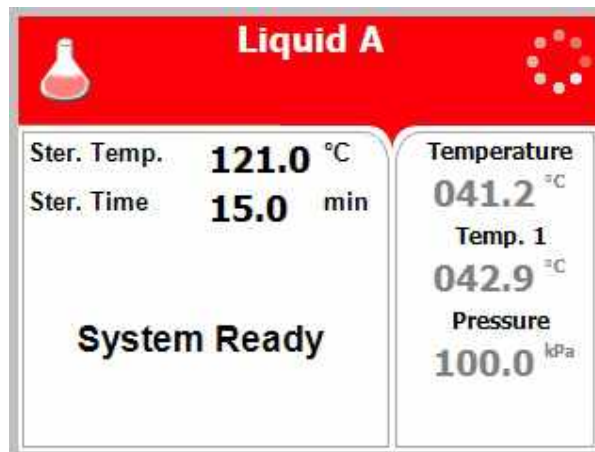 Liquid A
Ster. Temp. 121.0 °C
Ster. Time 15.0 min
System Ready
Temperature
041.2 °C
Temp. 1
042.9 °C
Pressure
100.0 kPa